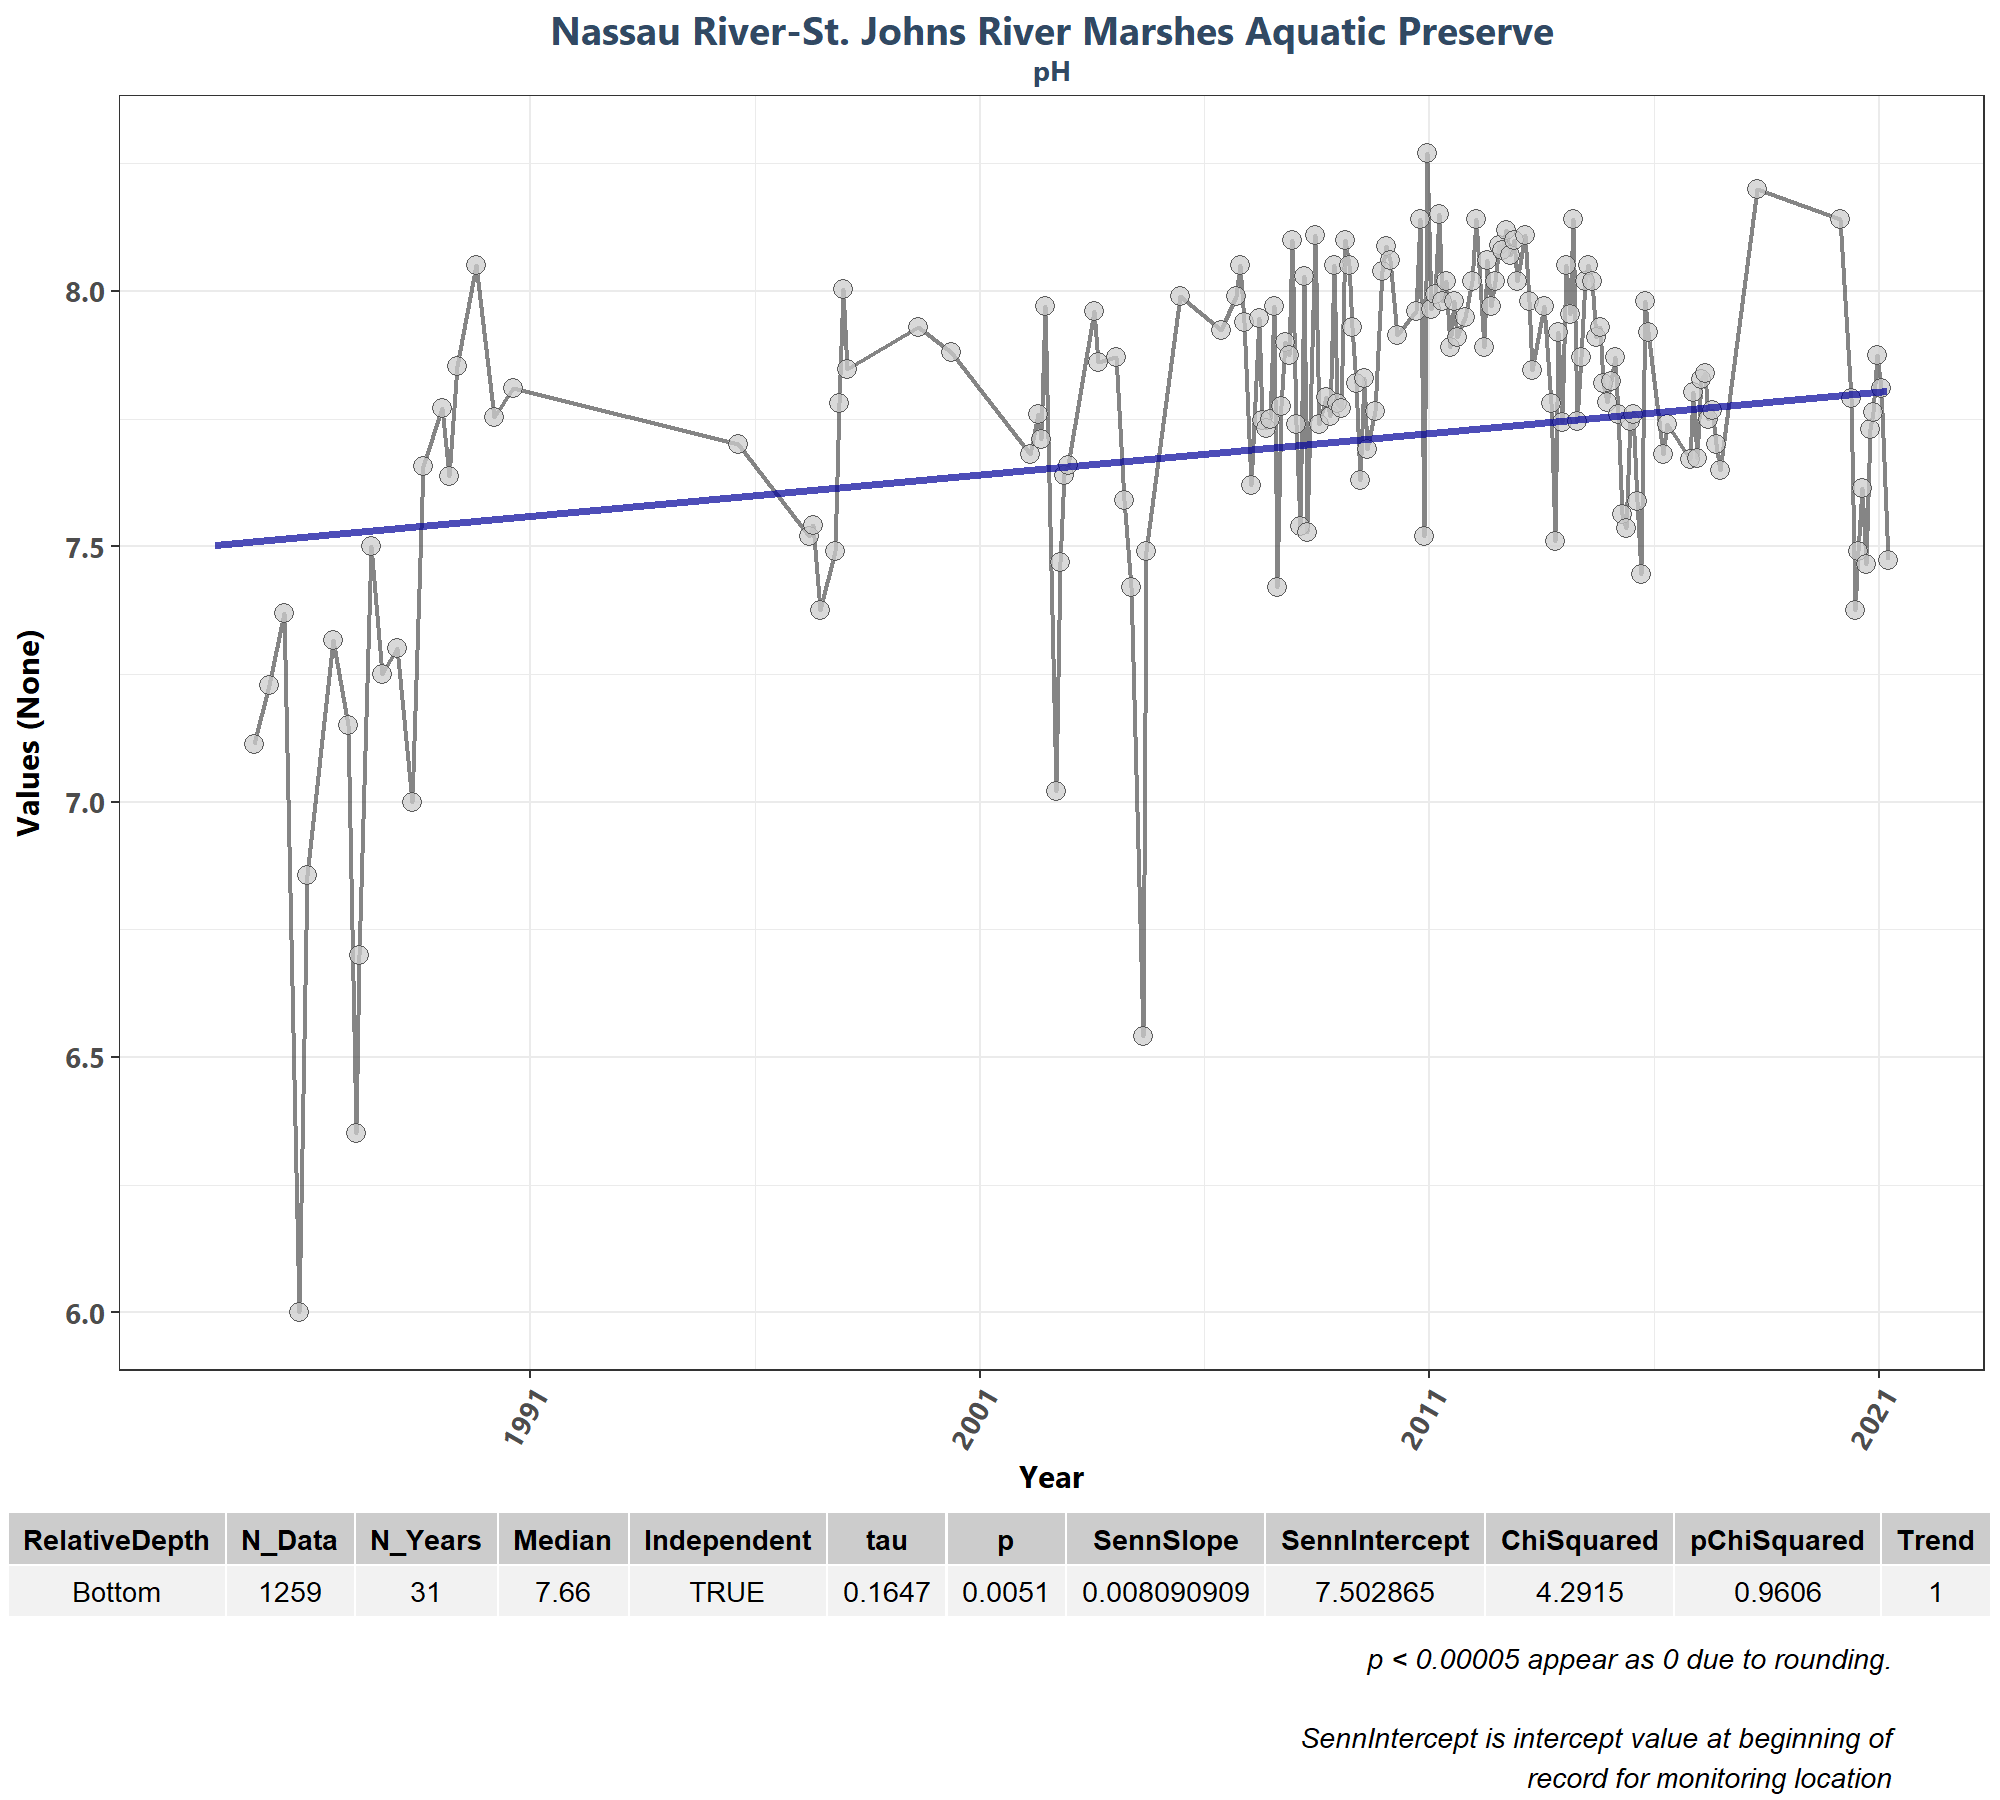 Nassau River-St. Johns River Marshes Aquatic Preserve
pH
Values (None)
8.0
7.5
7.0
6.5
6.0
1991
2001
2011
2021
Year
RelativeDepth N_Data N_Years Median Independent tau p SennSlope SennIntercept ChiSquared pChiSquared Trend
Bottom 1259 31 7.66 TRUE 0.1647 0.0051 0.008090909 7.502865 4.2915 0.9606 1
p < 0.00005 appear as 0 due to rounding.
SennIntercept is intercept value at beginning of
record for monitoring location